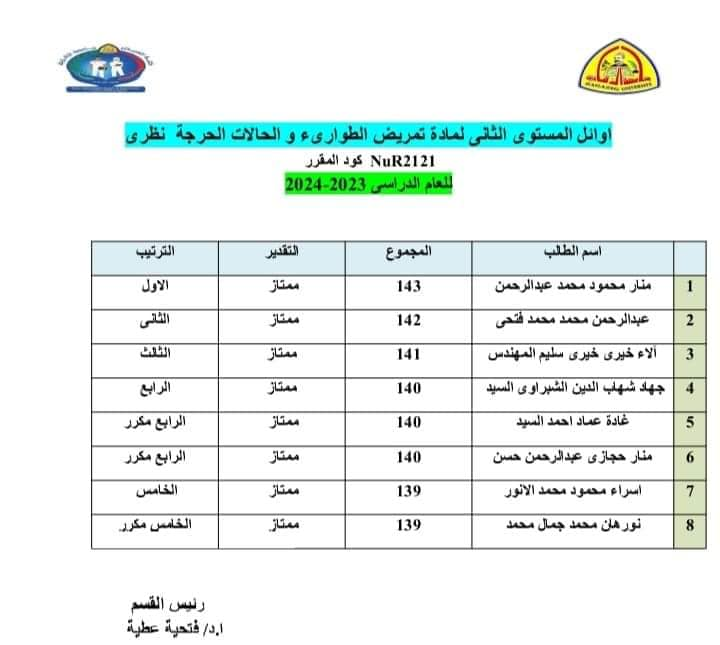 ZAGAZIG UNIVERSITY
اوائل المستوى الثانى لمادة تمريض الطوارىء و الحالات الحرجة نظرى
NuR2121 كود المقرر
للعام الدراسى 2023-2024
اسم الطالب المجموع التقدير الترتيب
1 منار محمود محمد عبدالرحمن 143 ممتاز الاول
2 عبدالرحمن محمد محمد فتحى 142 ممتاز الثانى
3 آلاء خيرى خيرى سليم المهندس 141 ممتاز الثالث
4 جهاد شهاب الدين الشبراوى السيد 140 ممتاز الرابع
5 غادة عماد احمد السيد 140 ممتاز الرابع مكرر
6 منار حجازى عبدالرحمن حسن 140 ممتاز الرابع مكرر
7 اسراء محمود محمد الانور 139 ممتاز الخامس
8 نورهان محمد جمال محمد 139 ممتاز الخامس مكرر
رئيس القسم
ا.د/ فتحية عطية